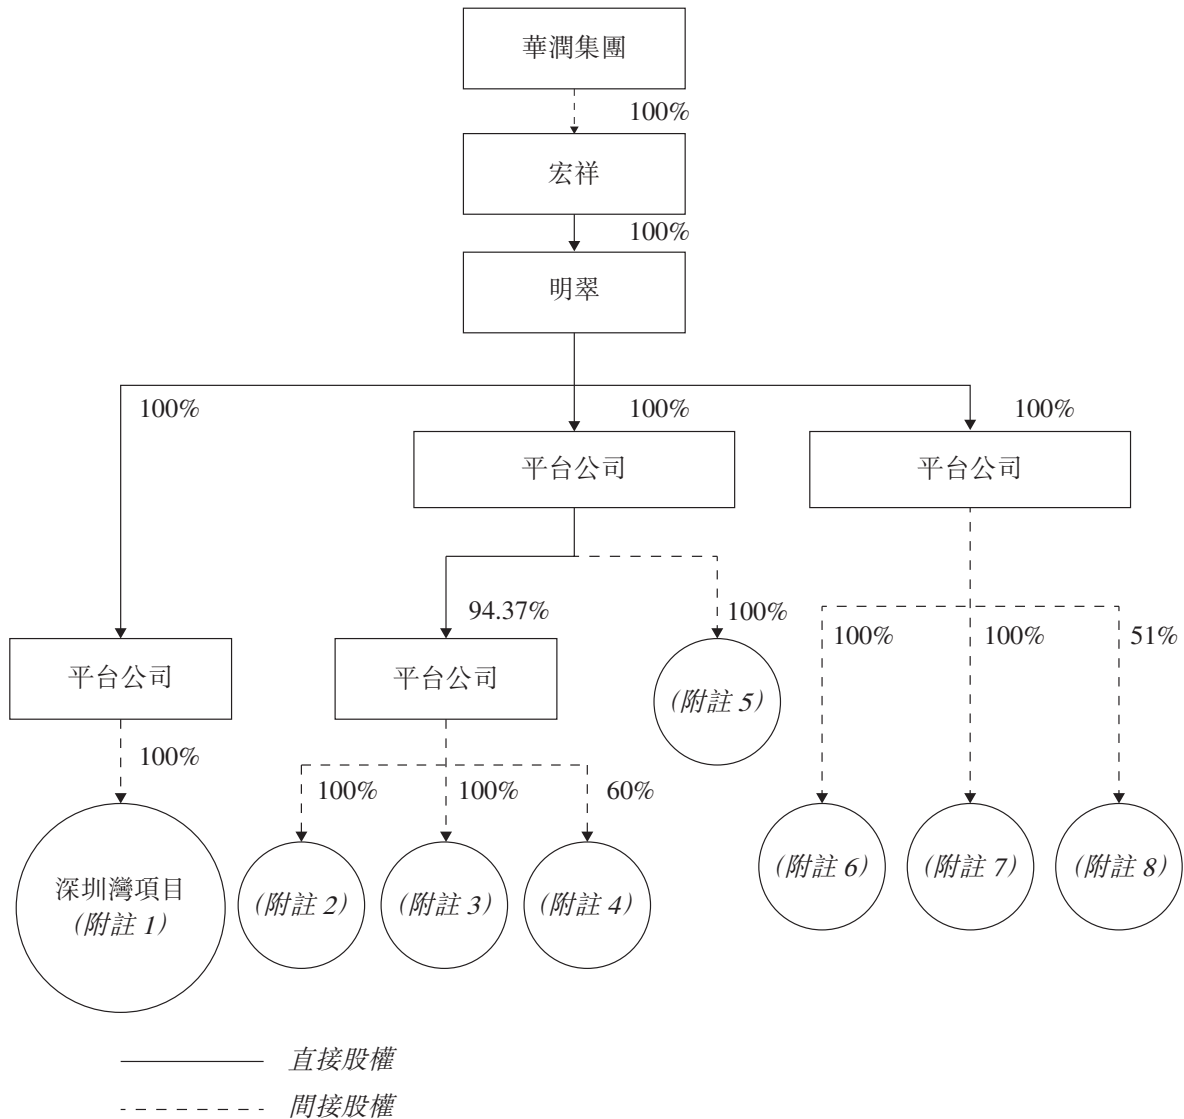 華潤集團
100%
宏祥
100%
明翠
100%
100%
100%
平台公司
平台公司
94.37%
100%
100%
100%
51%
平台公司
平台公司
(附註 5)
100%
100%
100%
60%
深圳灣項目
(附註 1)
(附註 2)
(附註 3)
(附註 4)
(附註 6)
(附註 7)
(附註 8)
直接股權
間接股權